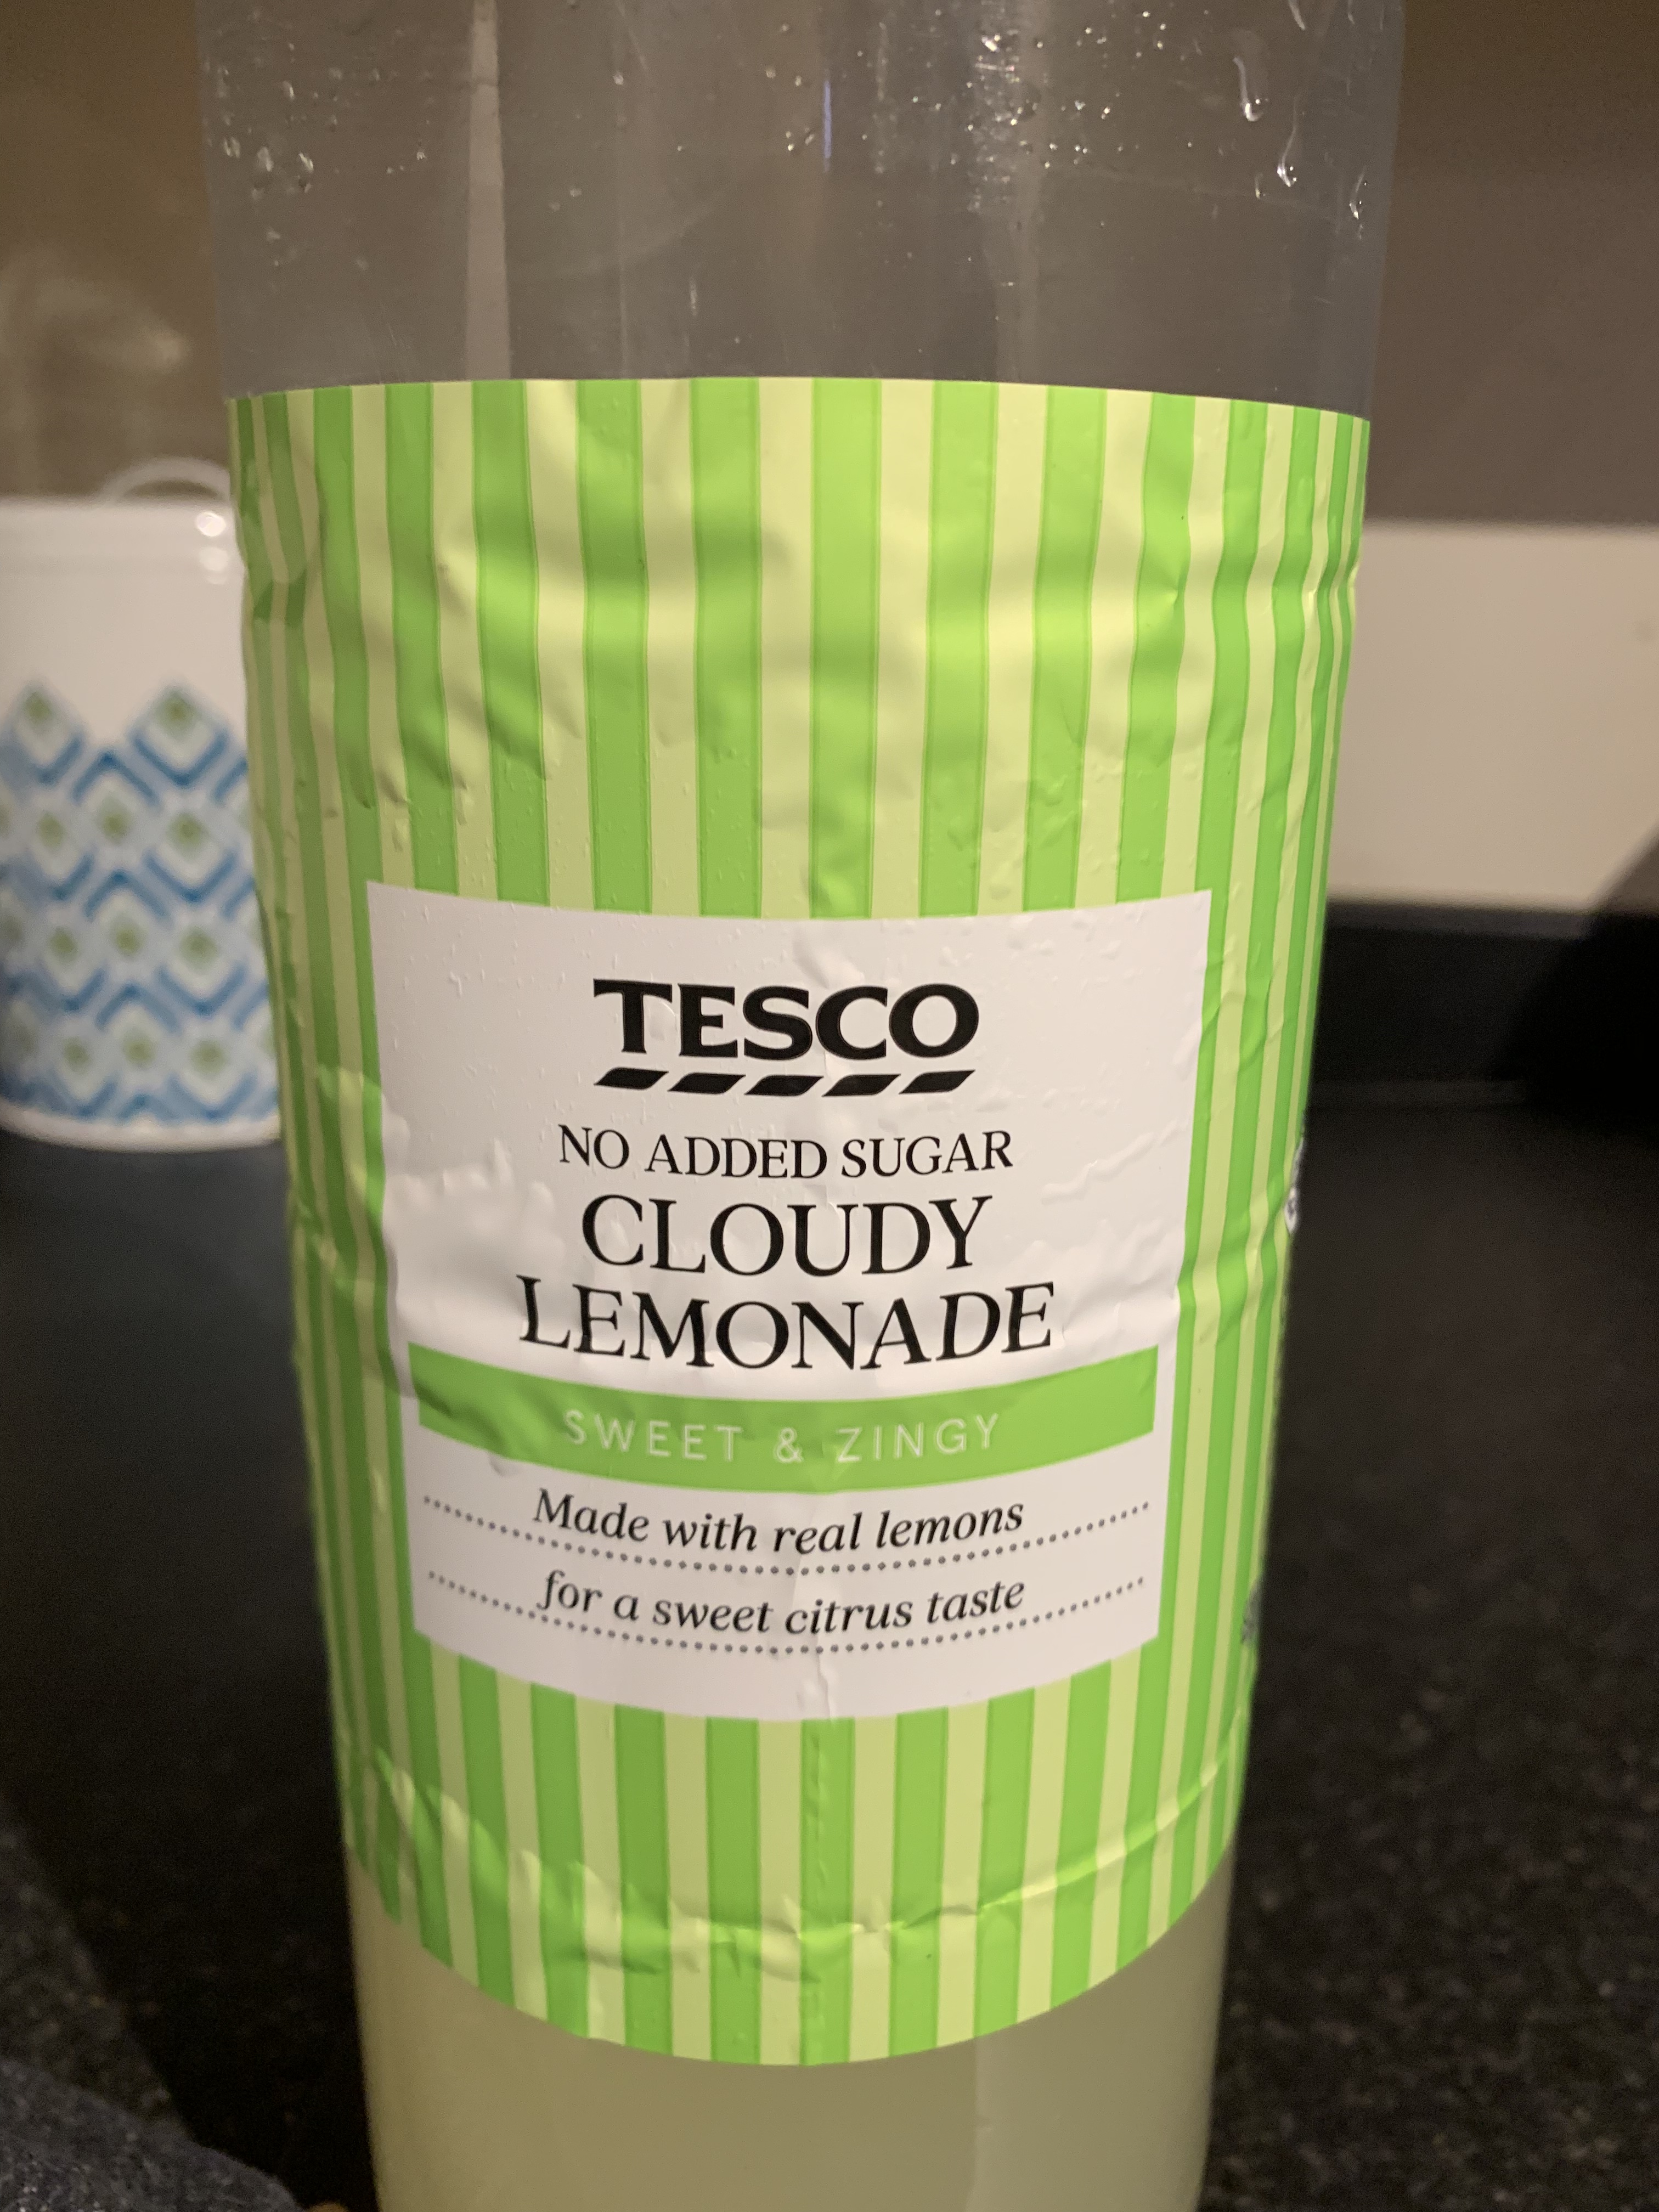 TESCO
NO ADDED SUGAR
CLOUDY
LEMONADE
SWEET & ZINGY
Made with real lemons
for a sweet citrus taste